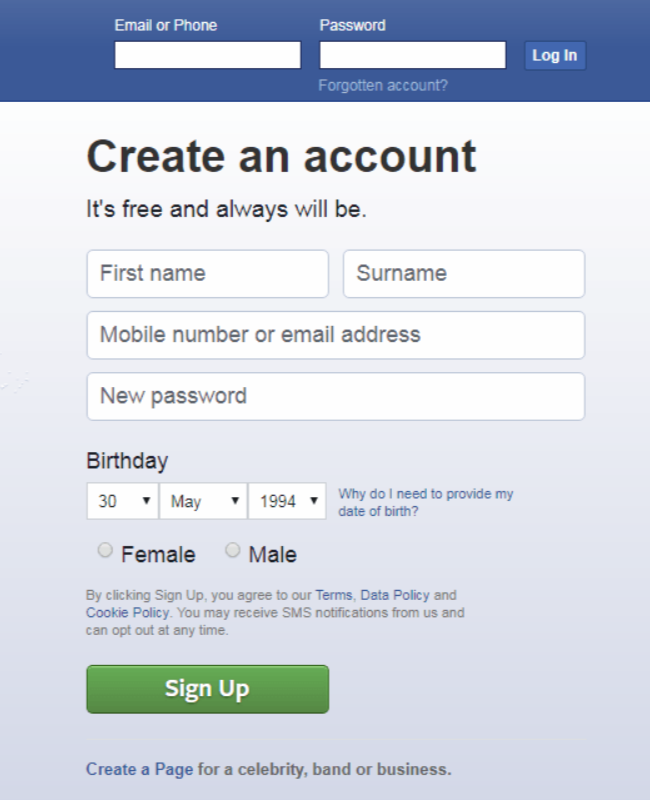 Email or Phone Password
Log In
Forgotten account?
Create an account
It's free and always will be.
First name Surname
Mobile number or email address
New password
Birthday
30 May 1994 Why do I need to provide my
date of birth?
Female Male
By clicking Sign Up, you agree to our Terms, Data Policy and
Cookie Policy. You may receive SMS notifications from us and
can opt out at any time.
Sign Up
Create a Page for a celebrity, band or business.